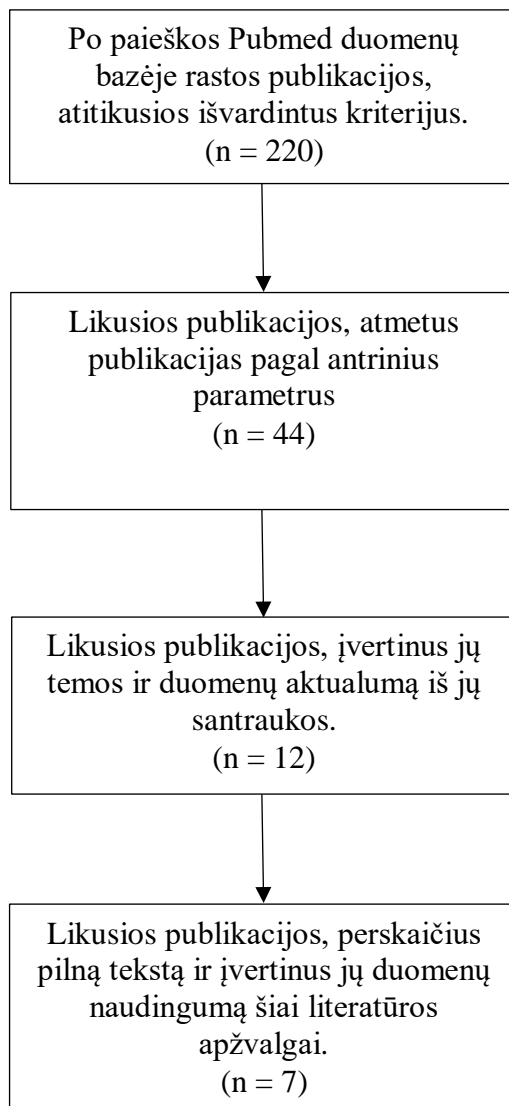 Po paieškos Pubmed duomenų
bazėje rastos publikacijos,
atitikusios išvardintus kriterijus.
(n = 220)
Likusios publikacijos, atmetus
publikacijas pagal antrinius
parametrus
(n = 44)
Likusios publikacijos, įvertinus jų
temos ir duomenų aktualumą iš jų
santraukos.
(n = 12)
Likusios publikacijos, perskaičius
pilną tekstą ir įvertinus jų duomenų
naudingumą šiai literatūros
apžvalgai.
(n = 7)